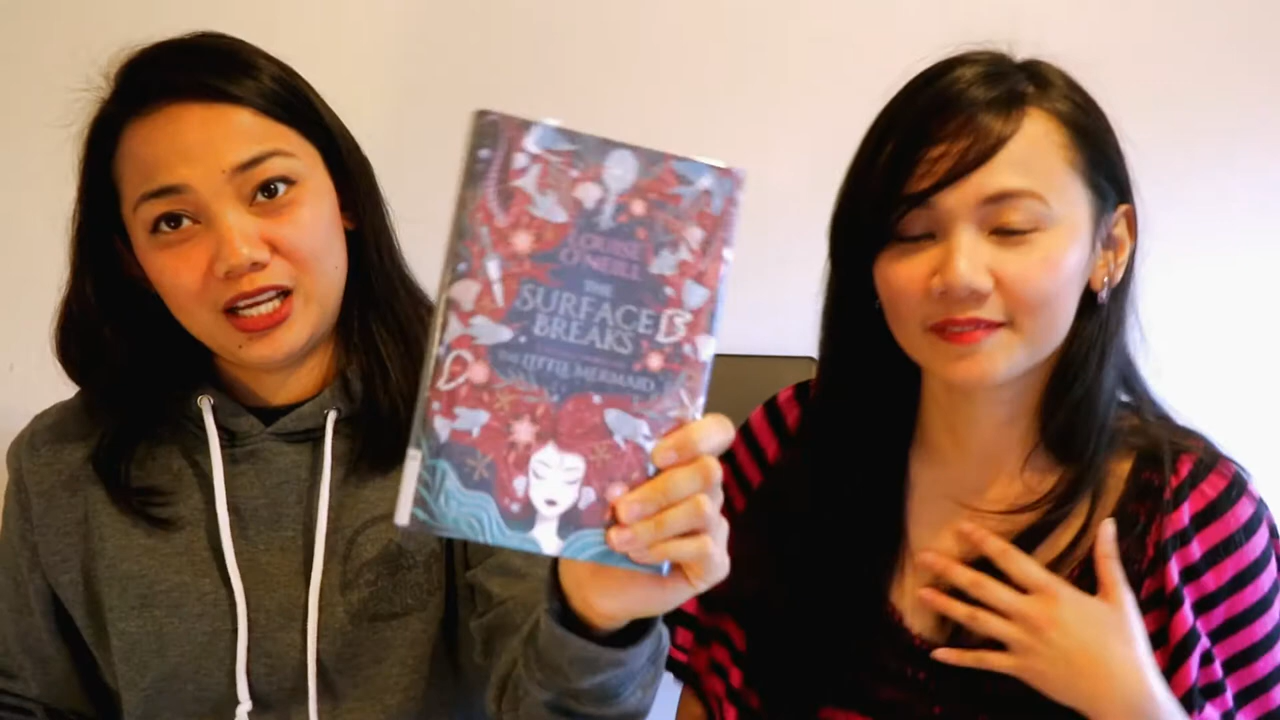 LOUISE
O'NEILL
THE
SURFACE
BREAKS
THE LITTLE MERMAID